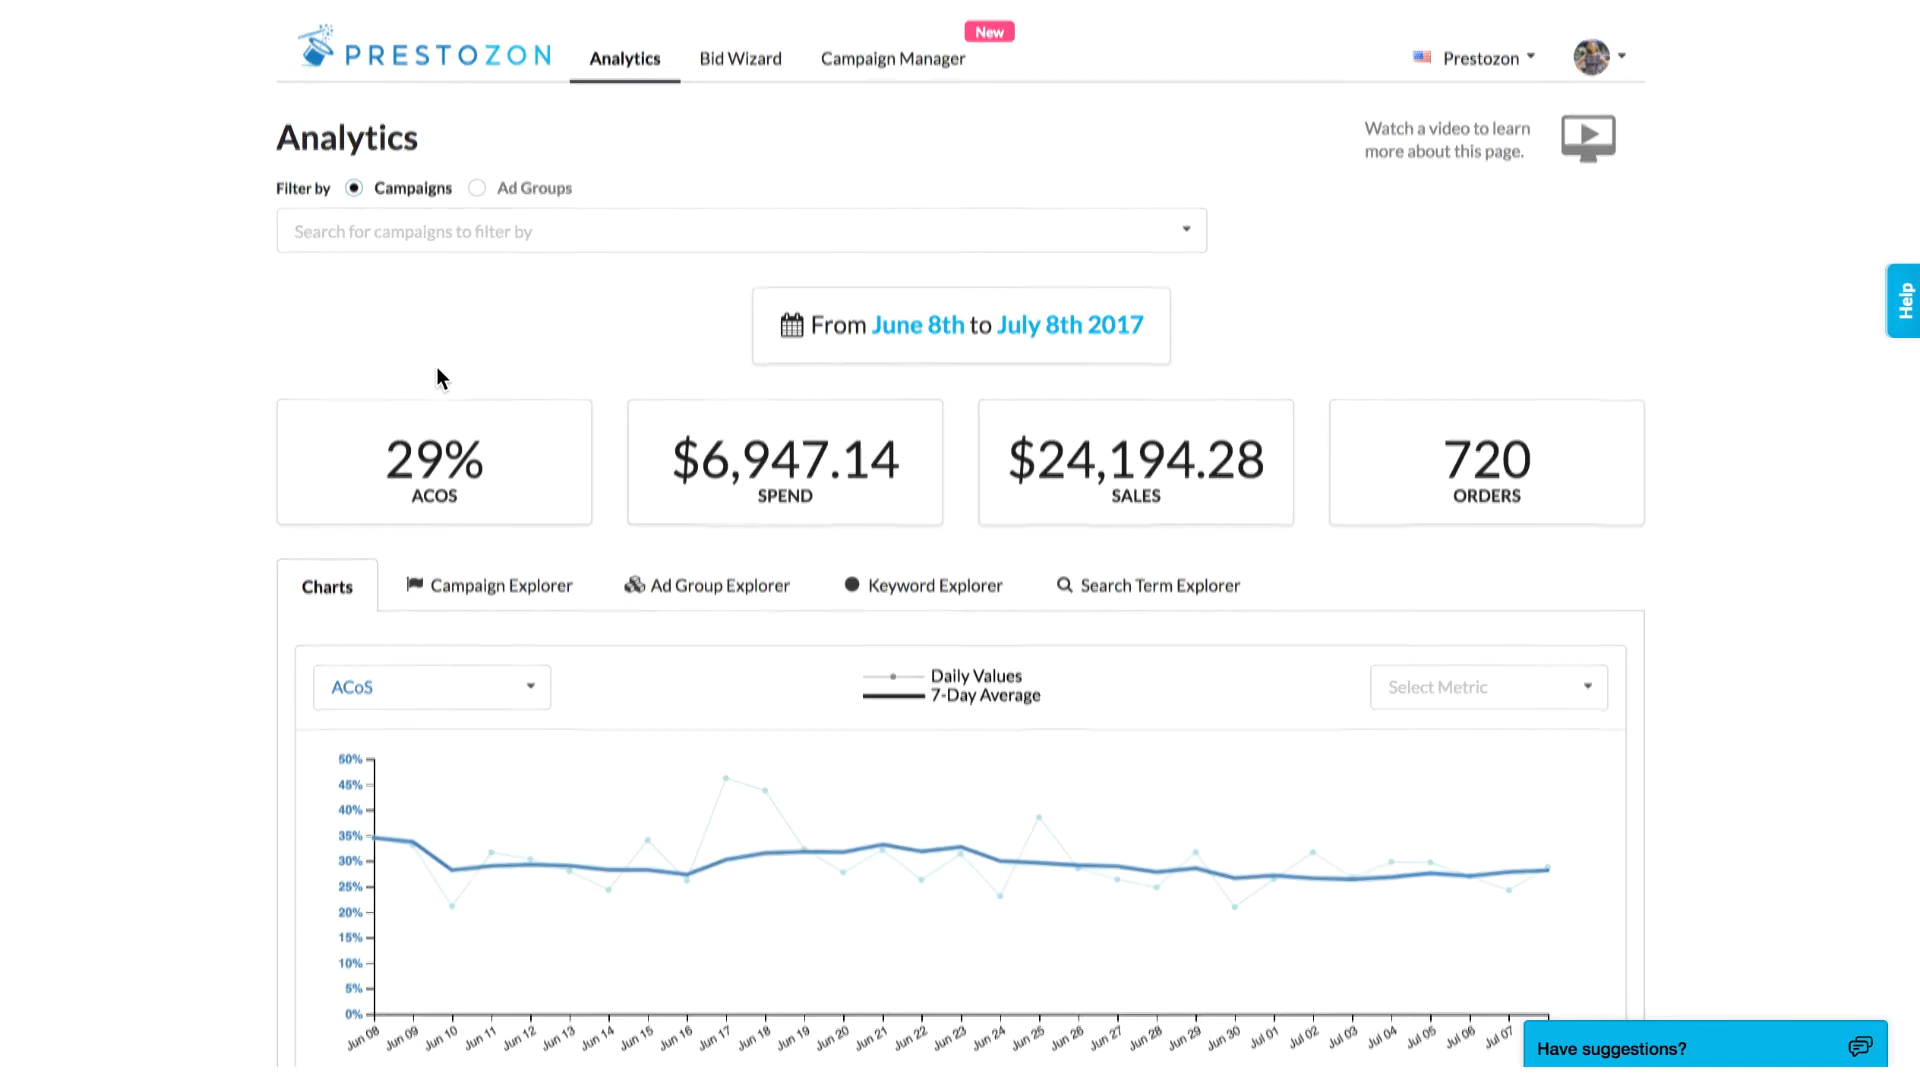 PRESTOZON
Analytics
Bid Wizard
Campaign Manager
New
Prestozon
Analytics
Watch a video to learn
more about this page.
Filter by Campaigns Ad Groups
Search for campaigns to filter by
Help
From June 8th to July 8th 2017
29%
ACOS
$6,947.14
SPEND
$24,194.28
SALES
720
ORDERS
Charts
Campaign Explorer
Ad Group Explorer
Keyword Explorer
Search Term Explorer
ACoS
Daily Values
7-Day Average
Select Metric
50%
45%
40%
35%
30%
25%
20%
15%
10%
5%
0%
Jun 08 Jun 09 Jun 10 Jun 11 Jun 12 Jun 13 Jun 14 Jun 15 Jun 16 Jun 17 Jun 18 Jun 19 Jun 20 Jun 21 Jun 22 Jun 23 Jun 24 Jun 25 Jun 26 Jun 27 Jun 28 Jun 29 Jun 30 Jul 01 Jul 02 Jul 03 Jul 04 Jul 05 Jul 06 Jul 07
Have suggestions?